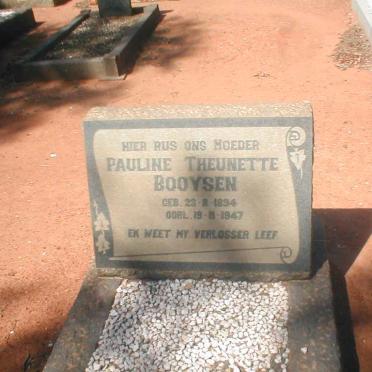 HIER RUS ONS MOEDER
PAULINE THEUNETTE
BOOYSEN
GEB. 23-8-1894
OORL. 19-8-1947
EK WEET MY VERLOSSER LEEF